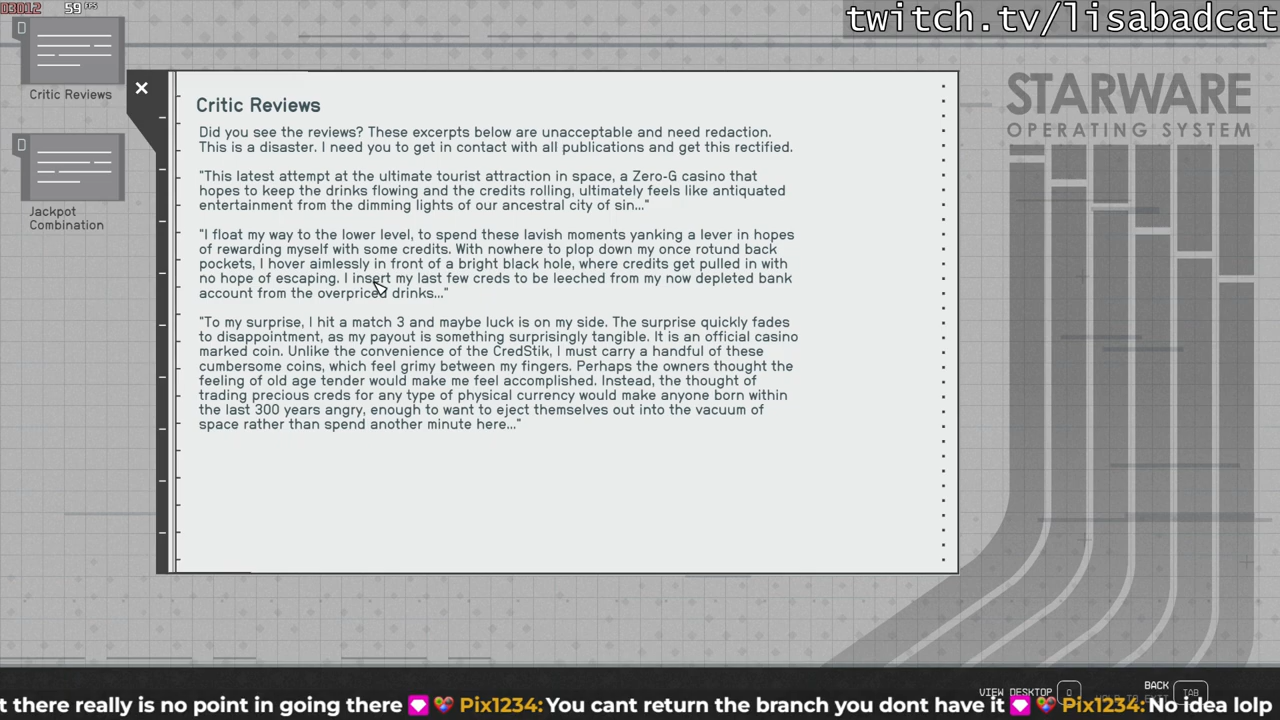 D3D12 59 FPS
twitch.tv/lisabadcat
Critic Reviews
Jackpot
Combination
STARWARE
OPERATING SYSTEM
Critic Reviews
Did you see the reviews? These excerpts below are unacceptable and need redaction.
This is a disaster. I need you to get in contact with all publications and get this rectified.
"This latest attempt at the ultimate tourist attraction in space, a Zero-G casino that
hopes to keep the drinks flowing and the credits rolling, ultimately feels like antiquated
entertainment from the dimming lights of our ancestral city of sin..."
"I float my way to the lower level, to spend these lavish moments yanking a lever in hopes
of rewarding myself with some credits. With nowhere to plop down my once rotund back
pockets, I hover aimlessly in front of a bright black hole, where credits get pulled in with
no hope of escaping. I insert my last few creds to be leeched from my now depleted bank
account from the overpriced drinks..."
"To my surprise, I hit a match 3 and maybe luck is on my side. The surprise quickly fades
to disappointment, as my payout is something surprisingly tangible. It is an official casino
marked coin. Unlike the convenience of the CredStik, I must carry a handful of these
cumbersome coins, which feel grimy between my fingers. Perhaps the owners thought the
feeling of old age tender would make me feel accomplished. Instead, the thought of
trading precious creds for any type of physical currency would make anyone born within
the last 300 years angry, enough to want to eject themselves out into the vacuum of
space rather than spend another minute here..."
VIEW DESKTOP Q BACK TAB
t there really is no point in going there Pix1234: You cant return the branch you dont have it Pix1234: No idea lolp